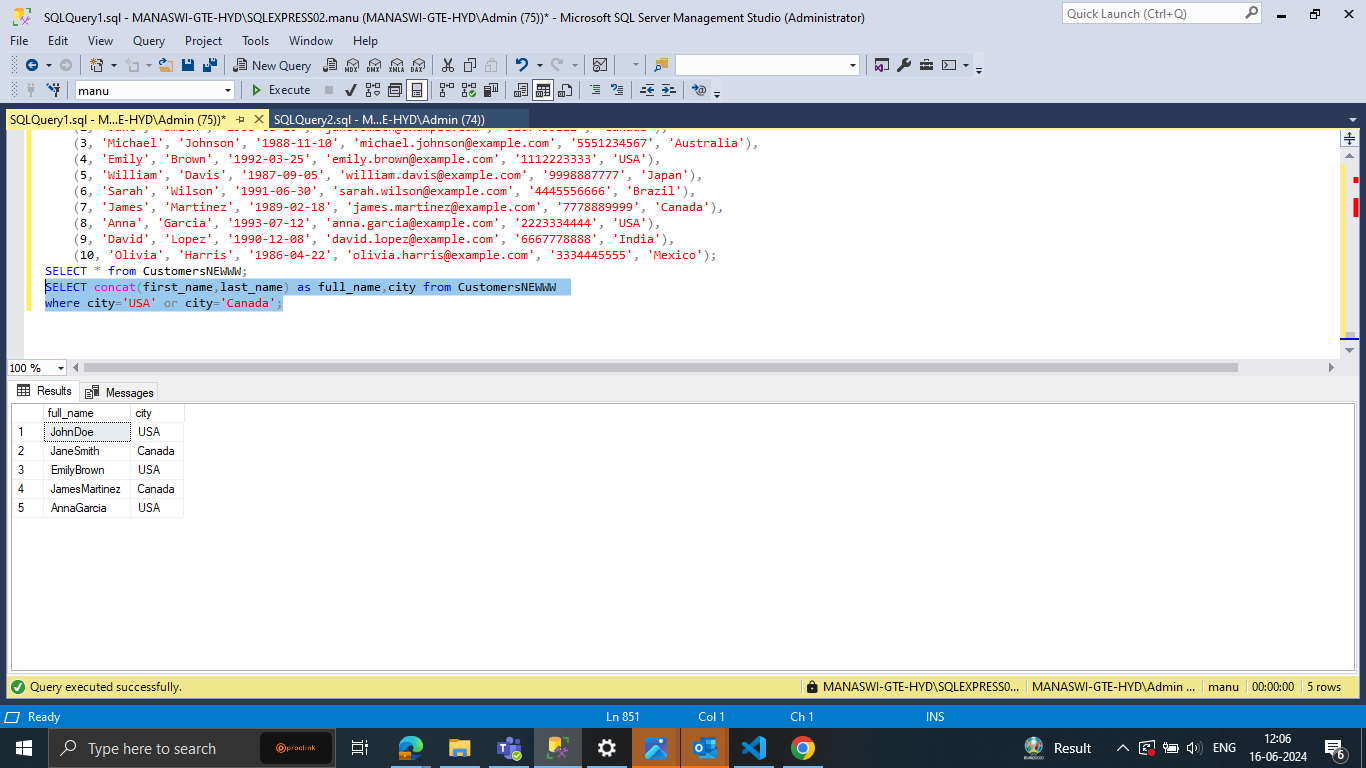 SQLQuery1.sql - MANASWI-GTE-HYD\SQLEXPRESS02.manu (MANASWI-GTE-HYD\Admin (75))* - Microsoft SQL Server Management Studio (Administrator)
Quick Launch (Ctrl+Q)
File Edit View Query Project Tools Window Help
New Query MDX DMX XMLA DAX
manu Execute
SQLQuery1.sql - M...E-HYD\Admin (75))* SQLQuery2.sql - M...E-HYD\Admin (74))
(3, 'Michael', 'Johnson', '1988-11-10', 'michael.johnson@example.com', '5551234567', 'Australia'),
(4, 'Emily', 'Brown', '1992-03-25', 'emily.brown@example.com', '1112223333', 'USA'),
(5, 'William', 'Davis', '1987-09-05', 'william.davis@example.com', '9998887777', 'Japan'),
(6, 'Sarah', 'Wilson', '1991-06-30', 'sarah.wilson@example.com', '4445556666', 'Brazil'),
(7, 'James', 'Martinez', '1989-02-18', 'james.martinez@example.com', '7778889999', 'Canada'),
(8, 'Anna', 'Garcia', '1993-07-12', 'anna.garcia@example.com', '2223334444', 'USA'),
(9, 'David', 'Lopez', '1990-12-08', 'david.lopez@example.com', '6667778888', 'India'),
(10, 'Olivia', 'Harris', '1986-04-22', 'olivia.harris@example.com', '3334445555', 'Mexico');
SELECT * from CustomersNEWWW;
SELECT concat(first_name,last_name) as full_name,city from CustomersNEWWW
where city='USA' or city='Canada';
100 %
Results Messages
full_name city
1 JohnDoe USA
2 JaneSmith Canada
3 EmilyBrown USA
4 JamesMartinez Canada
5 AnnaGarcia USA
Query executed successfully. MANASWI-GTE-HYD\SQLEXPRESS0... MANASWI-GTE-HYD\Admin ... manu 00:00:00 5 rows
Ready Ln 851 Col 1 Ch 1 INS
Type here to search proclink Result ENG 12:06
16-06-2024 6